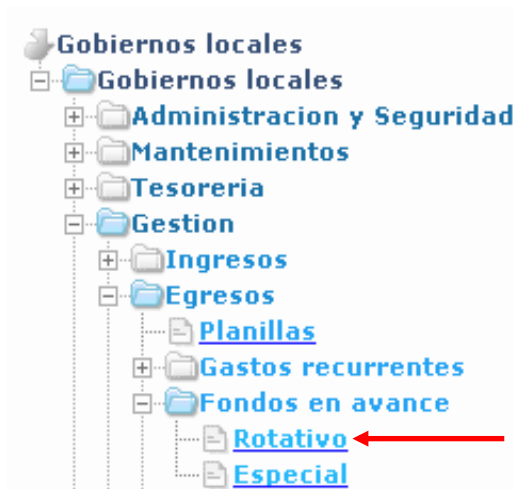 Gobiernos locales
Gobiernos locales
Administracion y Seguridad
Mantenimientos
Tesoreria
Gestion
Ingresos
Egresos
Planillas
Gastos recurrentes
Fondos en avance
Rotativo
Especial